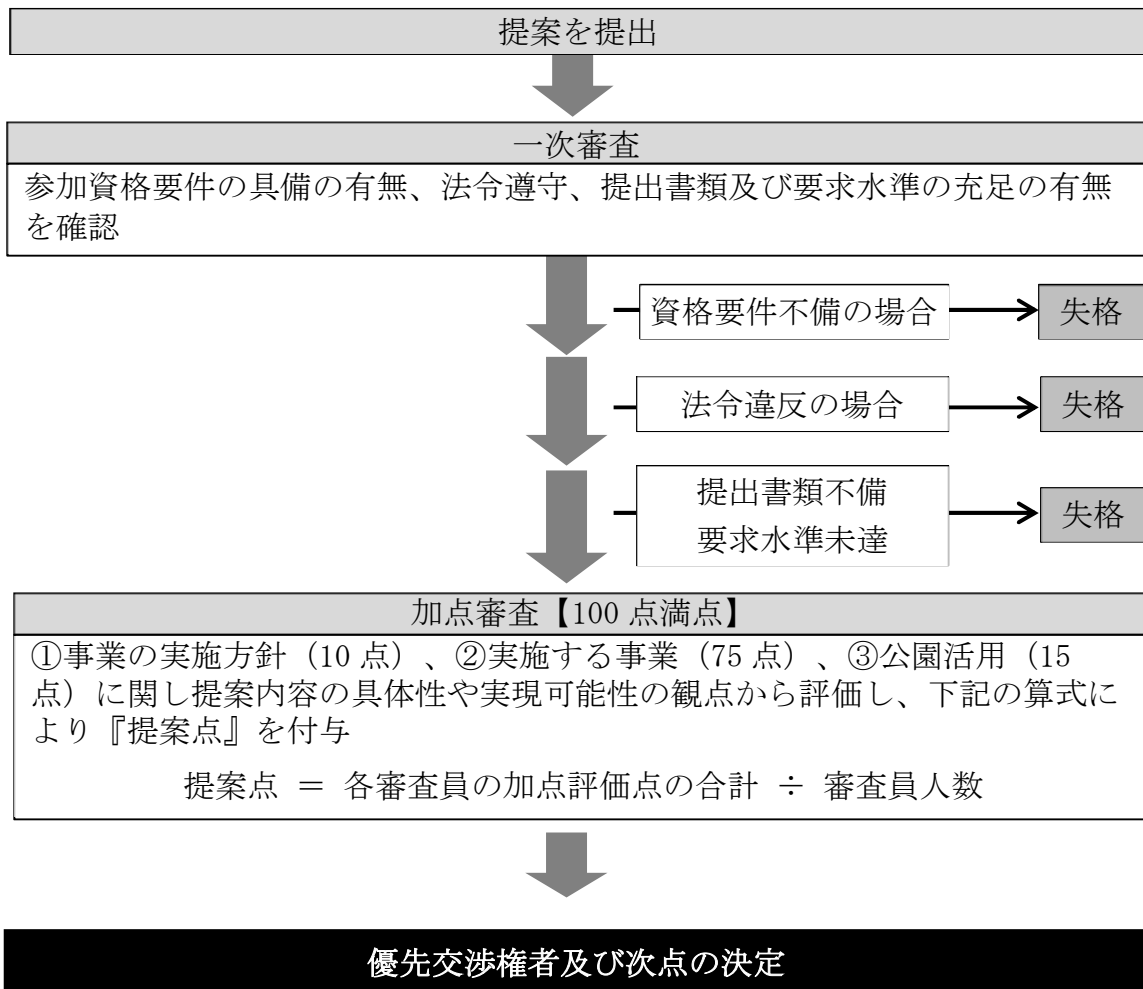 提案を提出
一次審査
参加資格要件の具備の有無、法令遵守、提出書類及び要求水準の充足の有無
を確認
資格要件不備の場合
失格
法令違反の場合
失格
提出書類不備
要求水準未達
失格
加点審査【100 点満点】
①事業の実施方針（10 点）、②実施する事業（75 点）、③公園活用（15
点）に関し提案内容の具体性や実現可能性の観点から評価し、下記の算式に
より『提案点』を付与
提案点 ＝ 各審査員の加点評価点の合計 ÷ 審査員人数
優先交渉権者及び次点の決定